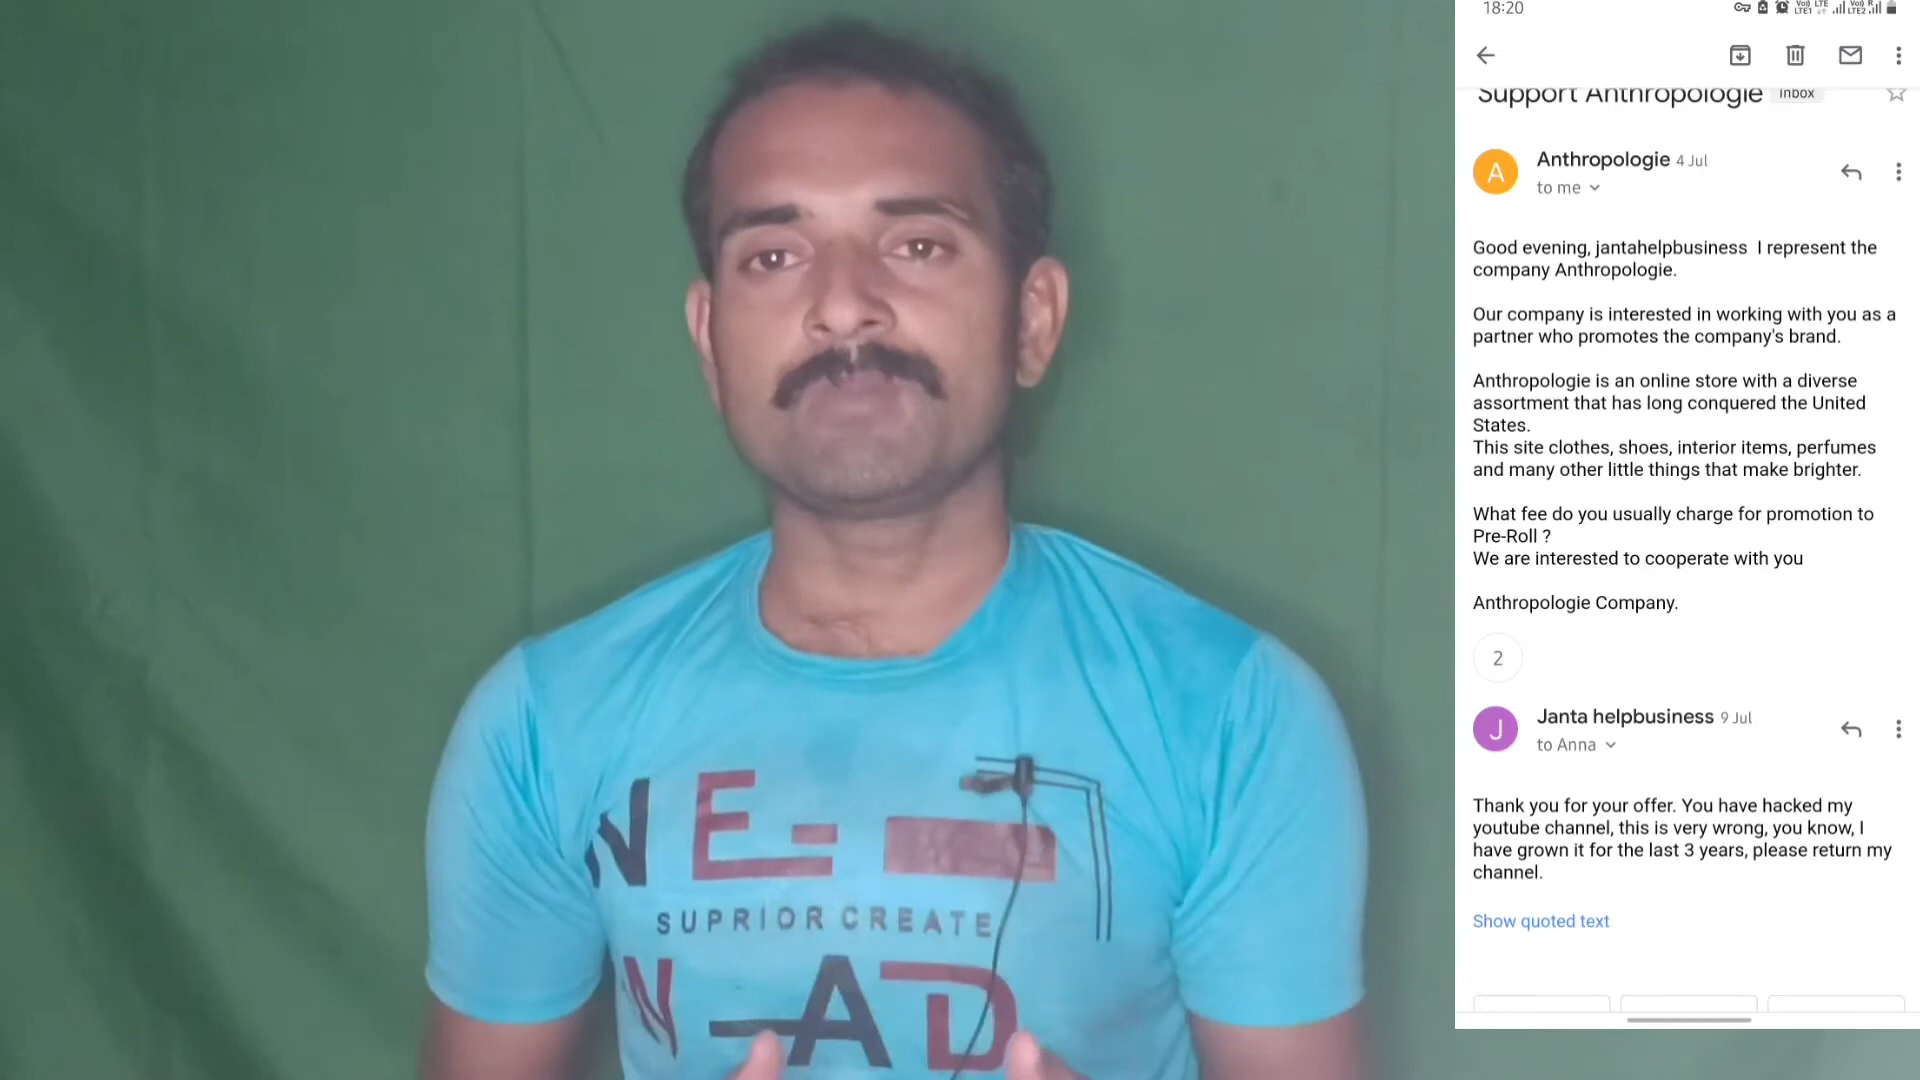 18:20
Support Anthropologie Inbox
A
Anthropologie 4 Jul
to me
Good evening, jantahelpbusiness I represent the
company Anthropologie.
Our company is interested in working with you as a
partner who promotes the company's brand.
Anthropologie is an online store with a diverse
assortment that has long conquered the United
States.
This site clothes, shoes, interior items, perfumes
and many other little things that make brighter.
What fee do you usually charge for promotion to
Pre-Roll ?
We are interested to cooperate with you
Anthropologie Company.
2
J
Janta helpbusiness 9 Jul
to Anna
Thank you for your offer. You have hacked my
youtube channel, this is very wrong, you know, I
have grown it for the last 3 years, please return my
channel.
Show quoted text
NE
SUPRIOR CREATE
N AD